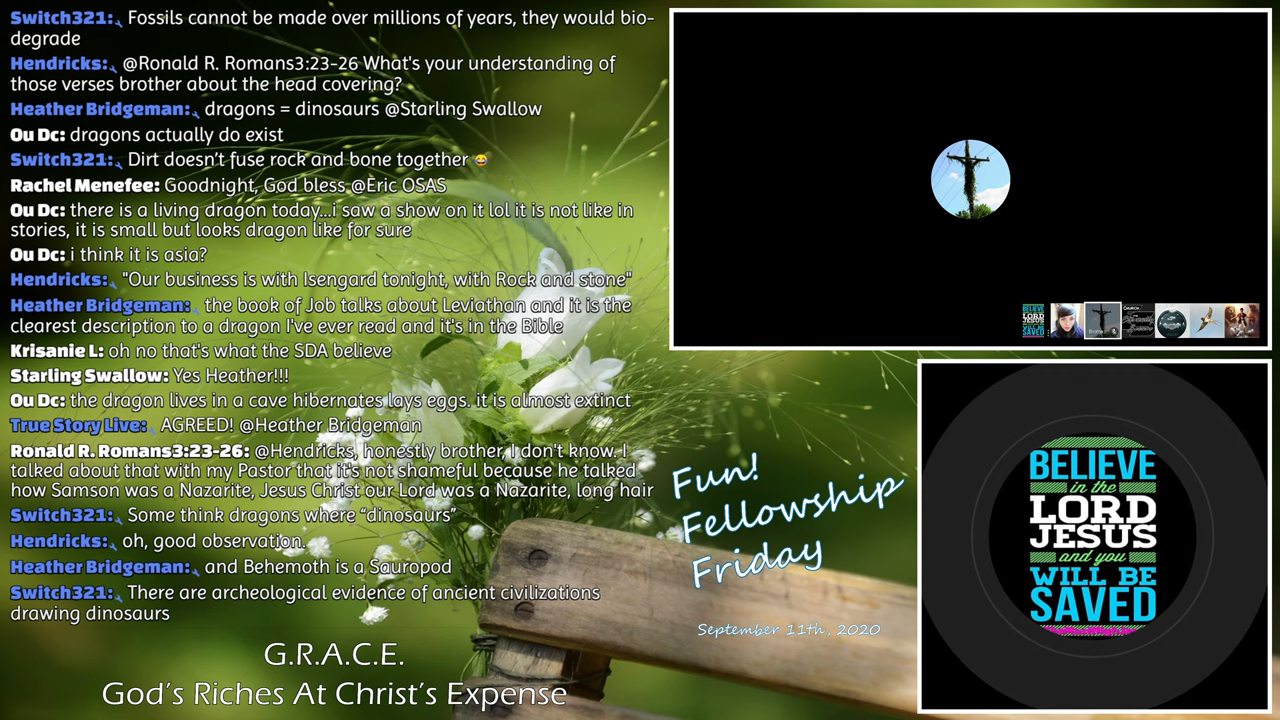 Switch321: Fossils cannot be made over millions of years, they would bio-
degrade
Hendricks: @Ronald R. Romans3:23-26 What's your understanding of
those verses brother about the head covering?
Heather Bridgeman: dragons = dinosaurs @Starling Swallow
Ou Dc: dragons actually do exist
Switch321: Dirt doesn't fuse rock and bone together 😂
Rachel Menefee: Goodnight, God bless @Eric OSAS
Ou Dc: there is a living dragon today...i saw a show on it lol it is not like in
stories, it is small but looks dragon like for sure
Ou Dc: i think it is asia?
Hendricks: "Our business is with Isengard tonight, with Rock and stone"
Heather Bridgeman: the book of Job talks about Leviathan and it is the
clearest description to a dragon I've ever read and it's in the Bible
Krisanie L: oh no that's what the SDA believe
Starling Swallow: Yes Heather!!!
Ou Dc: the dragon lives in a cave hibernates lays eggs. it is almost extinct
True Story Live: AGREED! @Heather Bridgeman
Ronald R. Romans3:23-26: @Hendricks, honestly brother, I don't know. I
talked about that with my Pastor that it's not shameful because he talked
how Samson was a Nazarite, Jesus Christ our Lord was a Nazarite, long hair
Switch321: Some think dragons where “dinosaurs”
Hendricks: oh, good observation.
Heather Bridgeman: and Behemoth is a Sauropod
Switch321: There are archeological evidence of ancient civilizations
drawing dinosaurs
G.R.A.C.E.
God's Riches At Christ's Expense
Fun!
Fellowship
Friday
September 11th, 2020
BELIEVE
in the
LORD
JESUS
and you
WILL BE
SAVED
BELIEVE
LORD
JESUS
WILL BE
SAVED